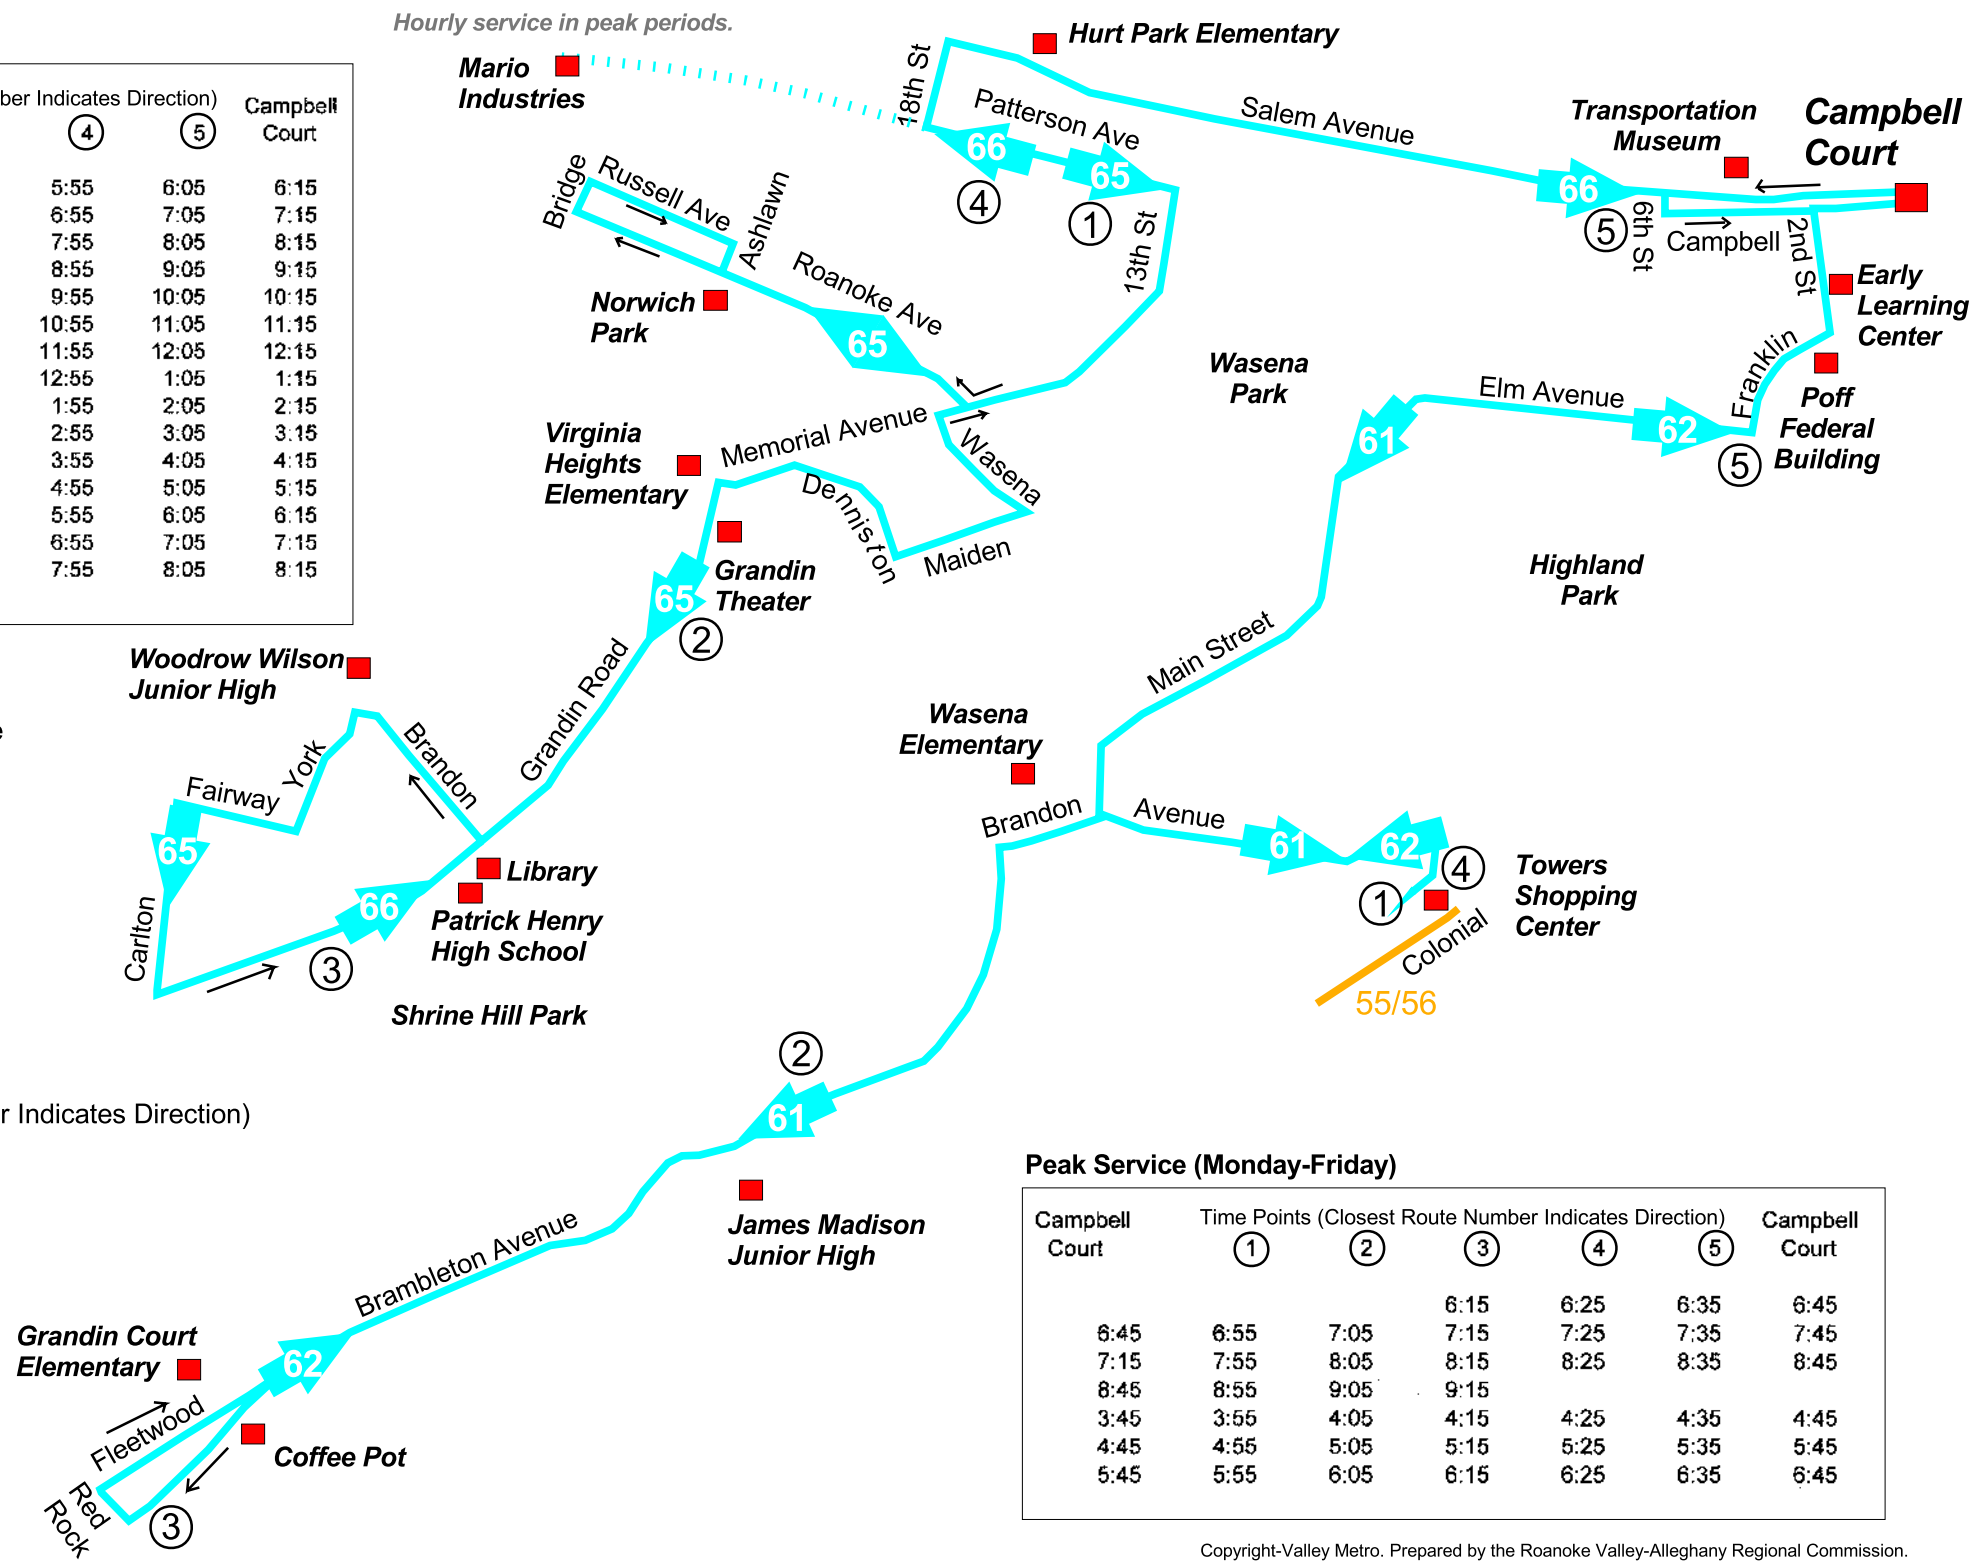 Hourly service in peak periods.
Mario
Industries
18th St
Hurt Park Elementary
Patterson Ave
Salem Avenue
Transportation
Museum
Campbell
Court
66
65
66
4
1
5
6th St
Campbell
2nd St
13th St
Early
Learning
Center
Bridge
Russell Ave
Ashlawn
Roanoke Ave
Norwich
Park
65
Wasena
Park
Franklin
Poff
Federal
Building
Elm Avenue
61
62
5
Virginia
Heights
Elementary
Memorial Avenue
Wasena
Denniston
Maiden
Grandin
Theater
65
2
Highland
Park
Main Street
Woodrow Wilson
Junior High
Brandon
York
Fairway
65
Grandin Road
Carlton
66
3
Library
Patrick Henry
High School
Shrine Hill Park
Wasena
Elementary
Brandon
Avenue
61
62
4
1
Towers
Shopping
Center
Colonial
55/56
2
61
James Madison
Junior High
Brambleton Avenue
Grandin Court
Elementary
62
Fleetwood
Coffee Pot
Red
Rock
3
ber Indicates Direction)
Campbell
Court
4 5
5:55 6:05 6:15
6:55 7:05 7:15
7:55 8:05 8:15
8:55 9:05 9:15
9:55 10:05 10:15
10:55 11:05 11:15
11:55 12:05 12:15
12:55 1:05 1:15
1:55 2:05 2:15
2:55 3:05 3:15
3:55 4:05 4:15
4:55 5:05 5:15
5:55 6:05 6:15
6:55 7:05 7:15
7:55 8:05 8:15
e
r Indicates Direction)
Peak Service (Monday-Friday)
Campbell Time Points (Closest Route Number Indicates Direction) Campbell
Court 1 2 3 4 5 Court
6:15 6:25 6:35 6:45
6:45 6:55 7:05 7:15 7:25 7:35 7:45
7:15 7:55 8:05 8:15 8:25 8:35 8:45
8:45 8:55 9:05 9:15
3:45 3:55 4:05 4:15 4:25 4:35 4:45
4:45 4:55 5:05 5:15 5:25 5:35 5:45
5:45 5:55 6:05 6:15 6:25 6:35 6:45
Copyright-Valley Metro. Prepared by the Roanoke Valley-Alleghany Regional Commission.